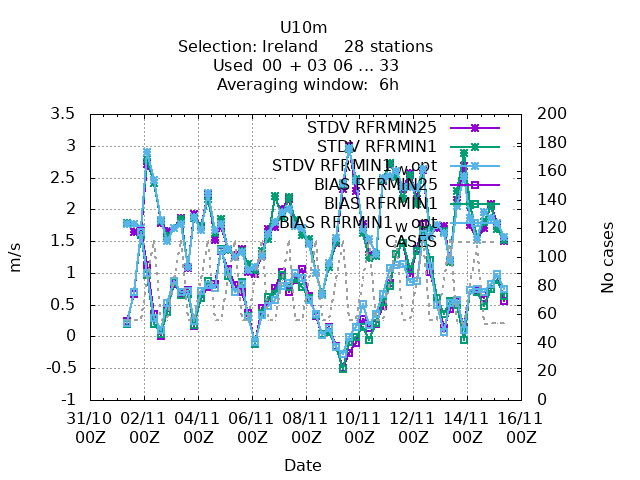 U10m
Selection: Ireland 28 stations
Used 00 + 03 06 ... 33
Averaging window: 6h
3.5
3
2.5
2
1.5
1
0.5
0
-0.5
-1
m/s
200
180
160
140
120
100
80
60
40
20
0
No cases
STDV RFRMIN25
STDV RFRMIN1
STDV RFRMIN1w opt
BIAS RFRMIN25
BIAS RFRMIN1
BIAS RFRMIN1w opt
CASES
31/10 02/11 04/11 06/11 08/11 10/11 12/11 14/11 16/11
00Z 00Z 00Z 00Z 00Z 00Z 00Z 00Z 00Z
Date